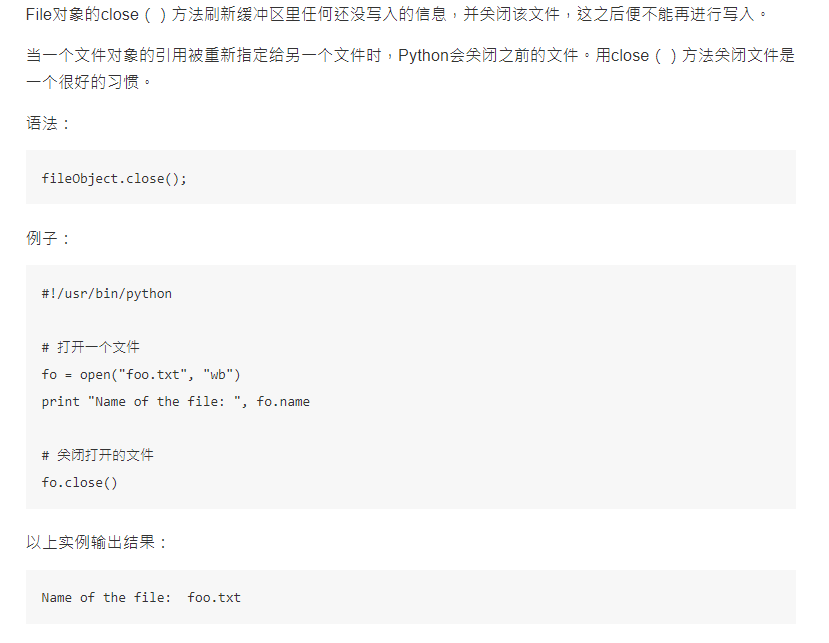 File对象的close（）方法刷新缓冲区里任何还没写入的信息，并关闭该文件，这之后便不能再进行写入。
当一个文件对象的引用被重新指定给另一个文件时，Python会关闭之前的文件。用close（）方法关闭文件是
一个很好的习惯。
语法：
fileObject.close();
例子：
#!/usr/bin/python
# 打开一个文件
fo = open("foo.txt", "wb")
print "Name of the file: ", fo.name
# 关闭打开的文件
fo.close()
以上实例输出结果：
Name of the file:  foo.txt